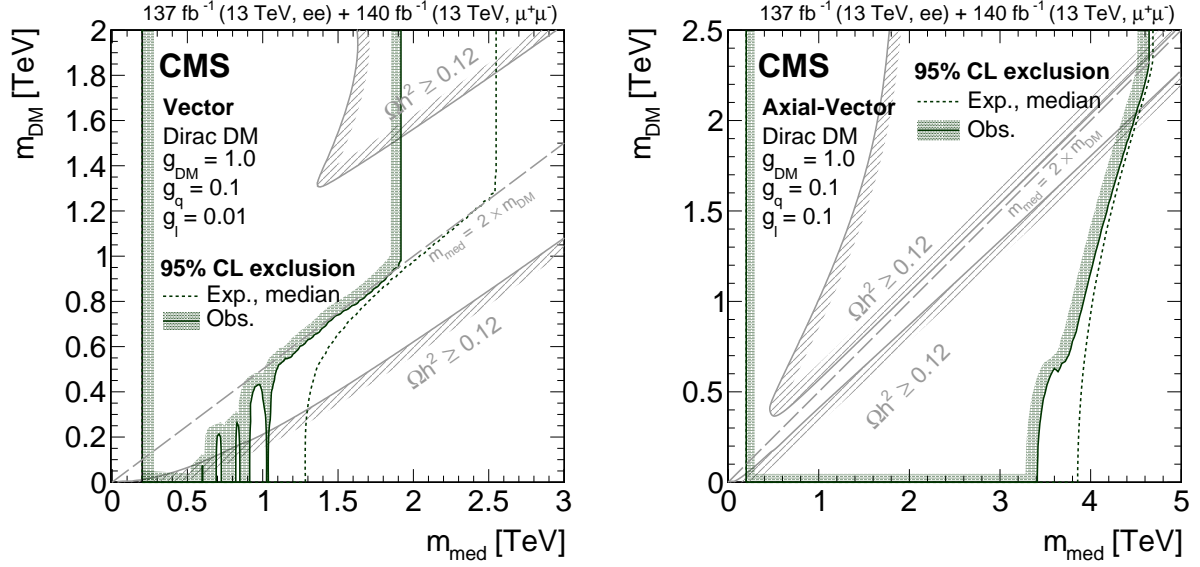 137 fb⁻¹ (13 TeV, ee) + 140 fb⁻¹ (13 TeV, μ⁺μ⁻)
m_DM [TeV]
2
1.8
1.6
1.4
1.2
1
0.8
0.6
0.4
0.2
0
CMS
Vector
Dirac DM
g_DM = 1.0
g_q = 0.1
g_l = 0.01
95% CL exclusion
Exp., median
Obs.
Ωh² ≥ 0.12
m_med = 2 × m_DM
Ωh² ≥ 0.12
0 0.5 1 1.5 2 2.5 3
m_med [TeV]
137 fb⁻¹ (13 TeV, ee) + 140 fb⁻¹ (13 TeV, μ⁺μ⁻)
m_DM [TeV]
2.5
2
1.5
1
0.5
0
CMS
Axial-Vector
Dirac DM
g_DM = 1.0
g_q = 0.1
g_l = 0.1
95% CL exclusion
Exp., median
Obs.
m_med = 2 × m_DM
Ωh² ≥ 0.12
Ωh² ≥ 0.12
0 1 2 3 4 5
m_med [TeV]